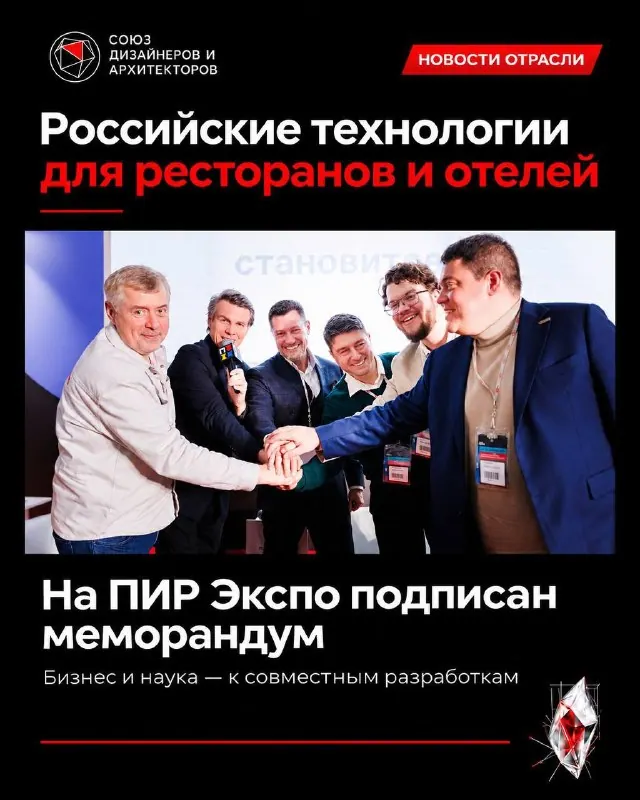 СОЮЗ
ДИЗАЙНЕРОВ И
АРХИТЕКТОРОВ
НОВОСТИ ОТРАСЛИ
Российские технологии
для ресторанов и отелей
становится
На ПИР Экспо подписан
меморандум
Бизнес и наука — к совместным разработкам